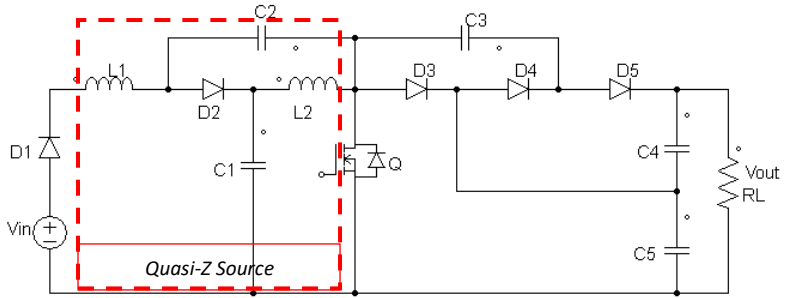 C2
C3
L1
D3
D4
D5
D2
L2
D1
C1
Q
C4
Vout
RL
Vin
C5
Quasi-Z Source